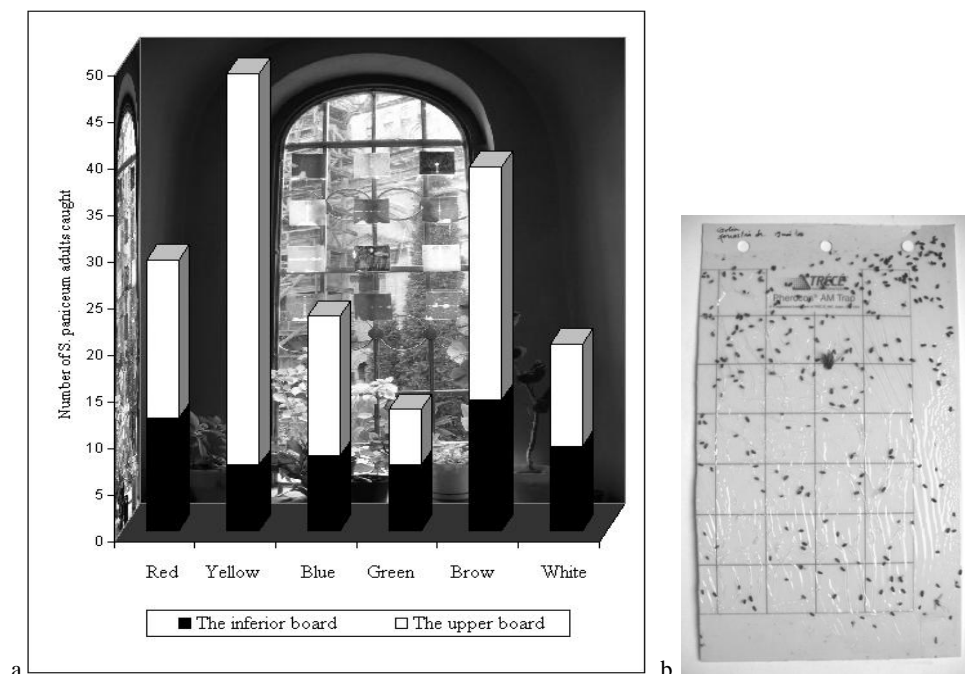 Number of S. paniceum adults caught
50
45
40
35
30
25
20
15
10
5
0
Red Yellow Blue Green Brow White
The inferior board The upper board
a
b
TRÉCÉ
Pherocon® AM Trap